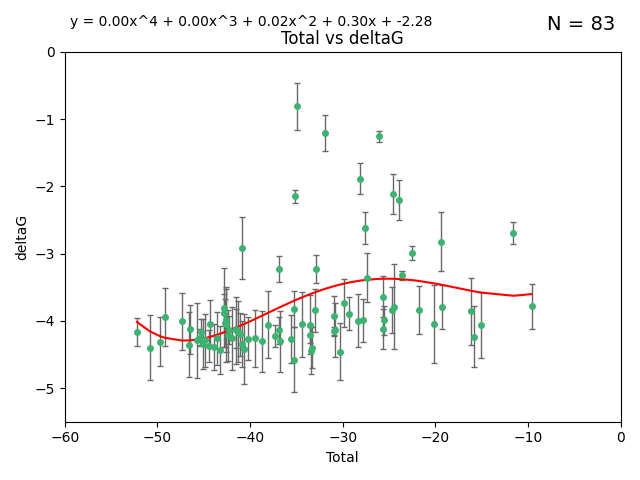 y = 0.00x^4 + 0.00x^3 + 0.02x^2 + 0.30x + -2.28
N = 83
Total vs deltaG
0
−1
−2
−3
−4
−5
deltaG
−60 −50 −40 −30 −20 −10 0
Total